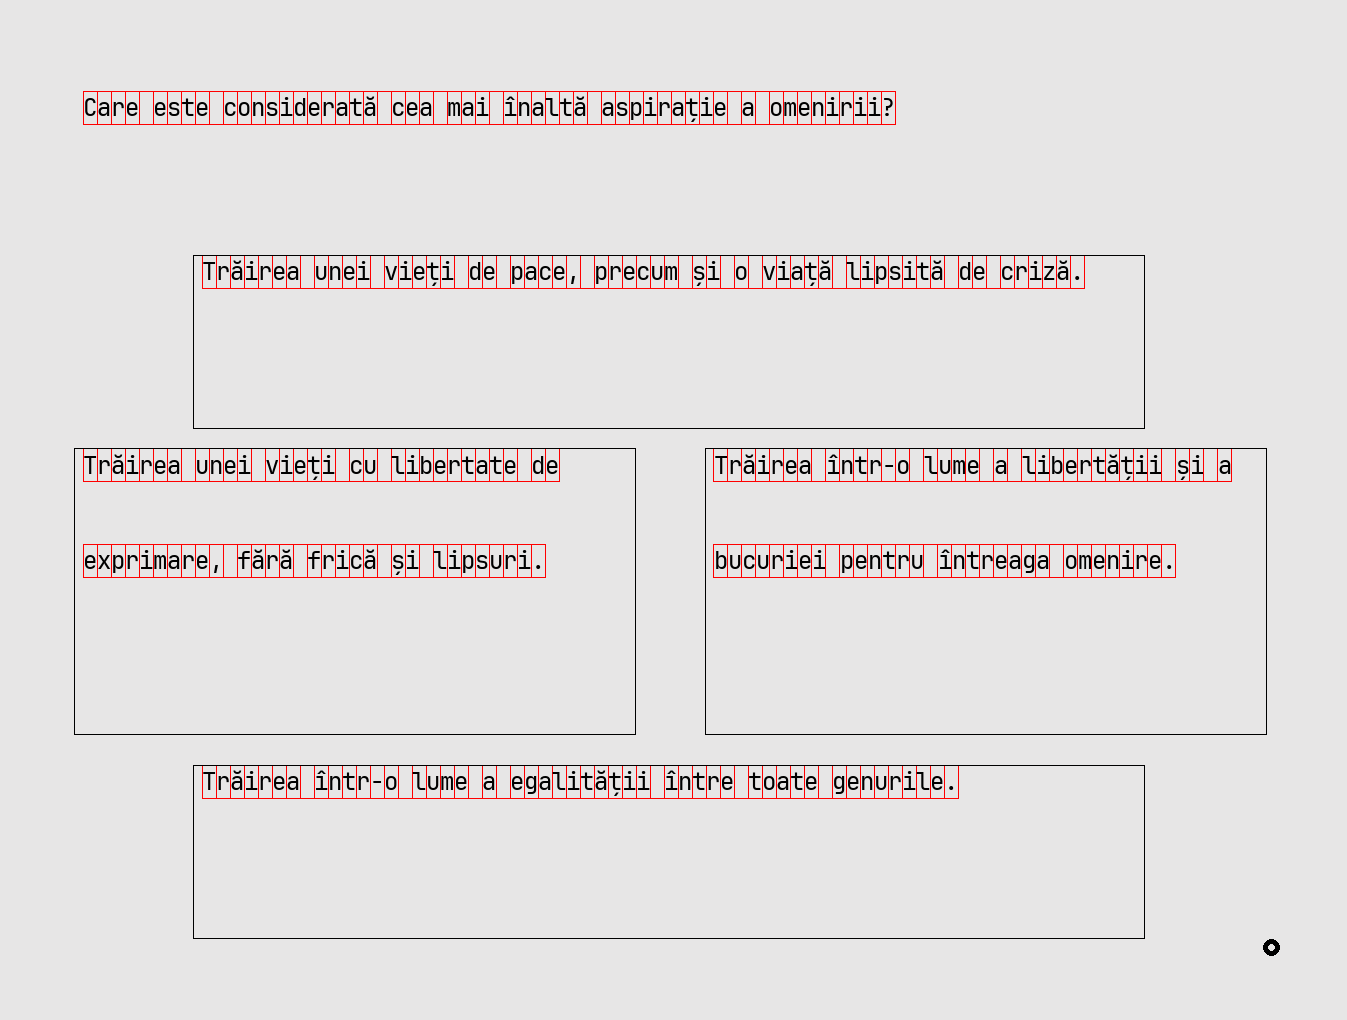 Care este considerată cea mai înaltă aspirație a omenirii?
Trăirea unei vieți de pace, precum și o viață lipsită de criză.
Trăirea unei vieți cu libertate de
exprimare, fără frică și lipsuri.
Trăirea într-o lume a libertății și a
bucuriei pentru întreaga omenire.
Trăirea într-o lume a egalității între toate genurile.